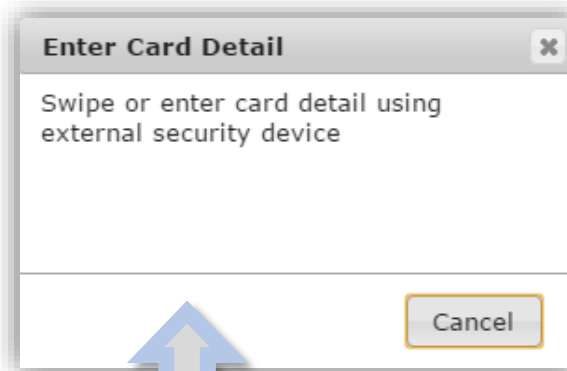 Enter Card Detail
Swipe or enter card detail using
external security device
Cancel